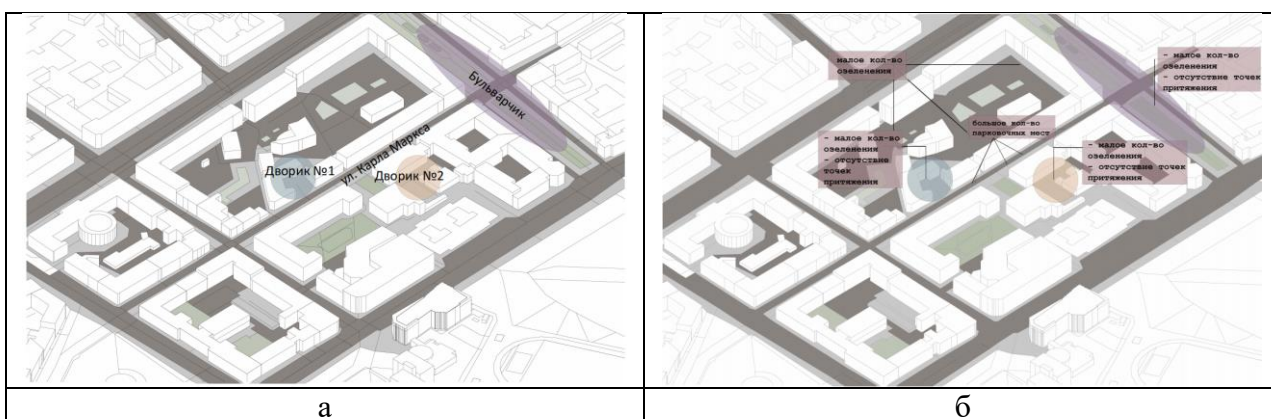 Бульварчик
ул. Карла Маркса
Дворик №1
Дворик №2
а
малое кол-во
озеленения
- малое кол-во
озеленения
- отсутствие точек
притяжения
большое кол-во
парковочных мест
- малое кол-во
озеленения
- отсутствие
точек
притяжения
- малое кол-во
озеленения
- отсутствие точек
притяжения
б